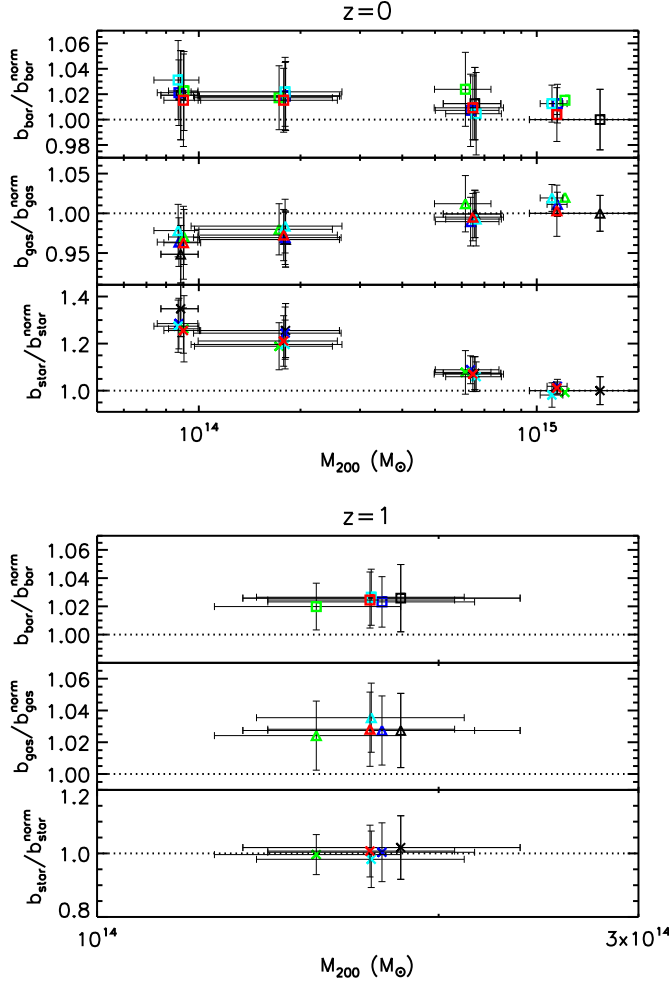 z=0
1.06
1.04
1.02
1.00
0.98
b_bar/b_bar^norm
1.05
1.00
0.95
b_gas/b_gas^norm
1.4
1.2
1.0
b_star/b_star^norm
10^14 10^15
M_200 (M_⊙)
z=1
1.06
1.04
1.02
1.00
b_bar/b_bar^norm
1.06
1.04
1.02
1.00
b_gas/b_gas^norm
1.2
1.0
0.8
b_star/b_star^norm
10^14 3×10^14
M_200 (M_⊙)